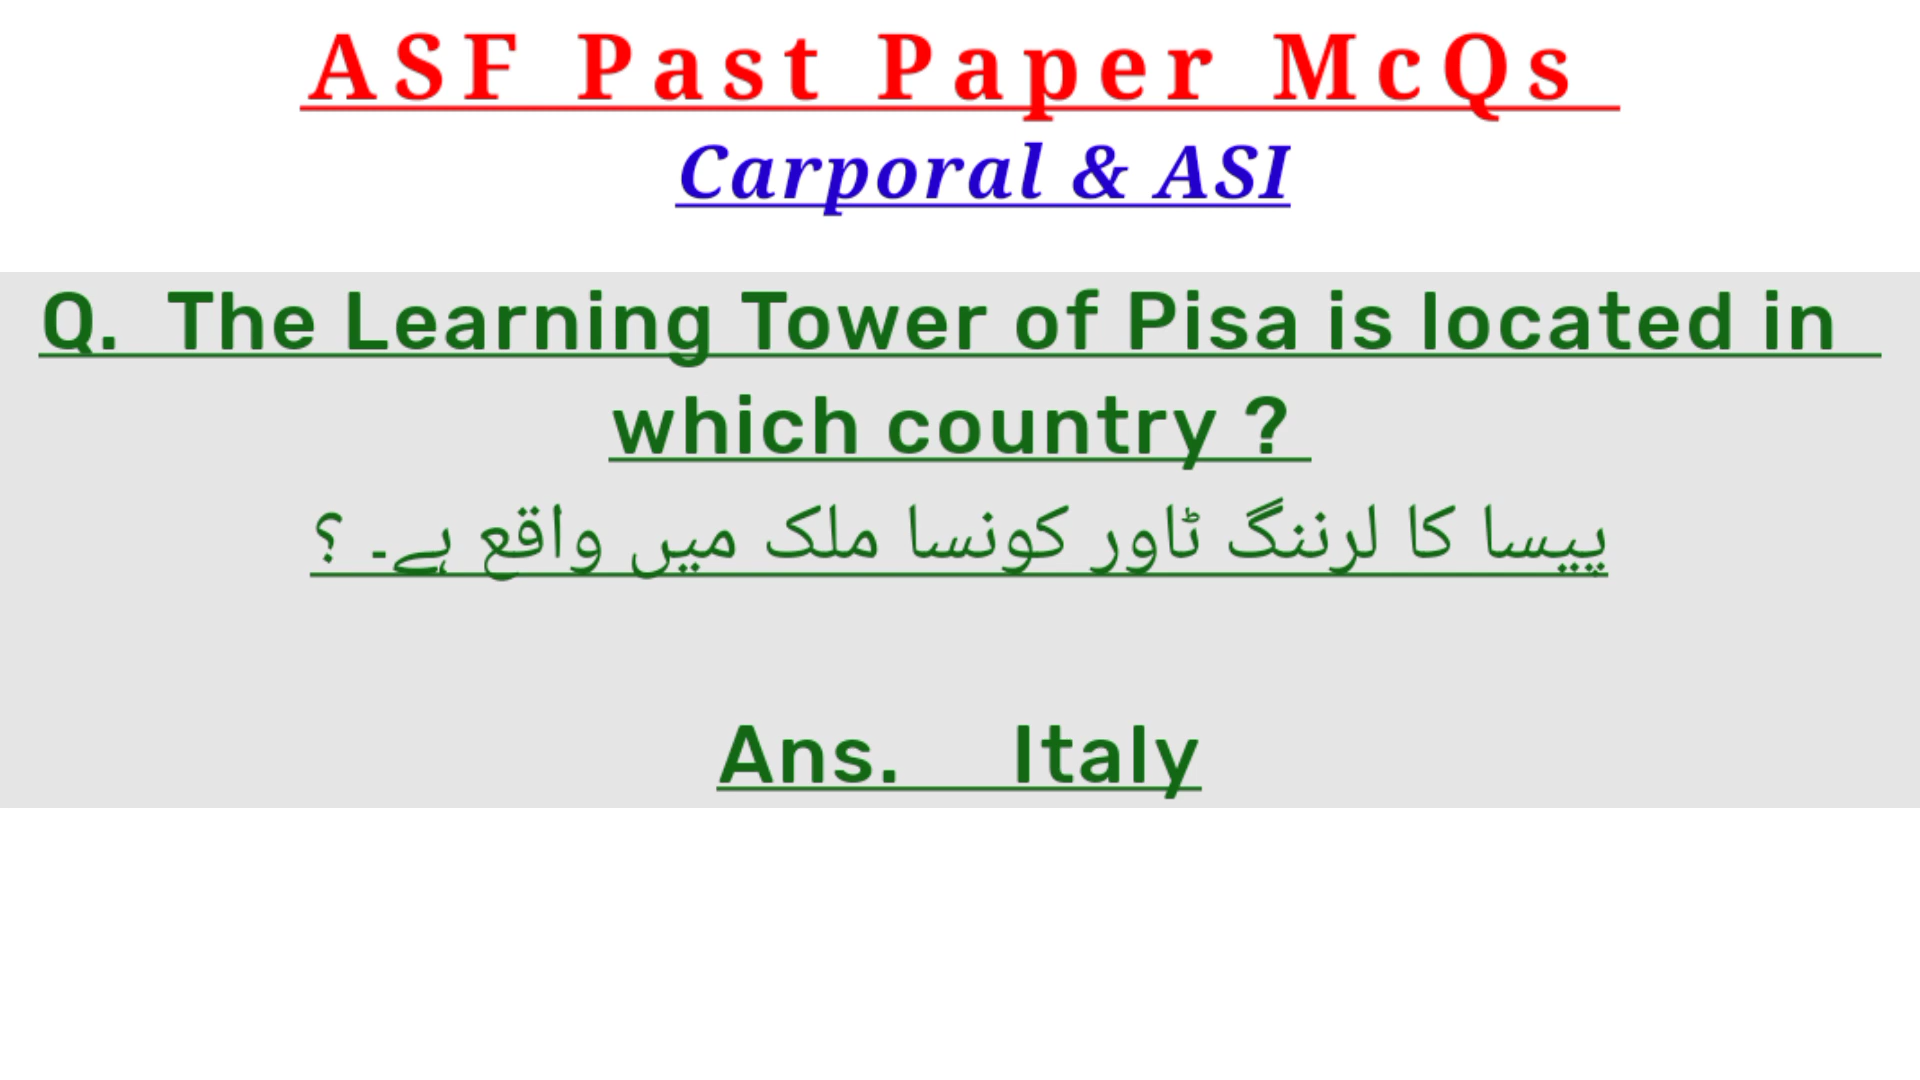 ASF Past Paper McQs
Carporal & ASI
Q. The Learning Tower of Pisa is located in
which country ?
پیسا کا لرننگ ٹاور کونسا ملک میں واقع ہے۔ ؟
Ans. Italy